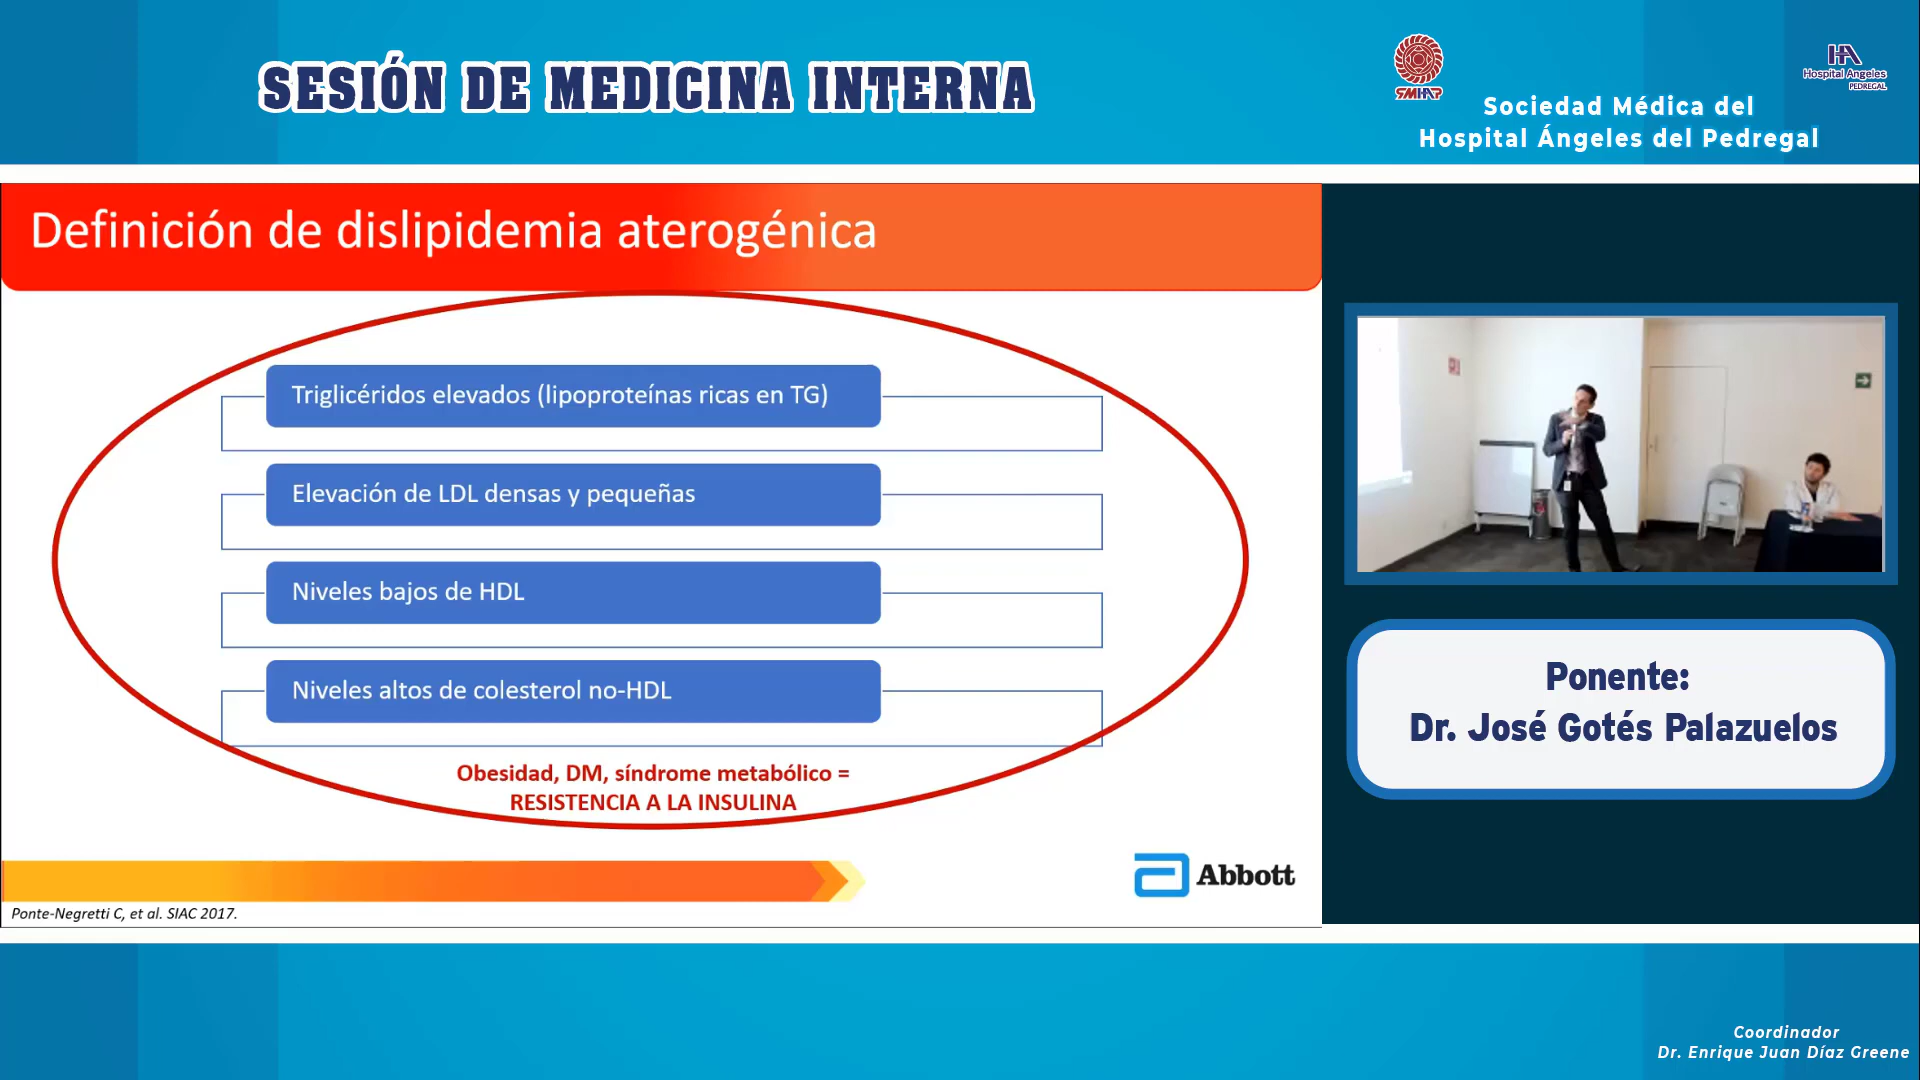 SESIÓN DE MEDICINA INTERNA
SMHAP
Sociedad Médica del
Hospital Ángeles del Pedregal
HA
Hospital Angeles
PEDREGAL
Definición de dislipidemia aterogénica
Triglicéridos elevados (lipoproteínas ricas en TG)
Elevación de LDL densas y pequeñas
Niveles bajos de HDL
Niveles altos de colesterol no-HDL
Obesidad, DM, síndrome metabólico =
RESISTENCIA A LA INSULINA
Abbott
Ponte-Negretti C, et al. SIAC 2017.
Ponente:
Dr. José Gotés Palazuelos
Coordinador
Dr. Enrique Juan Díaz Greene